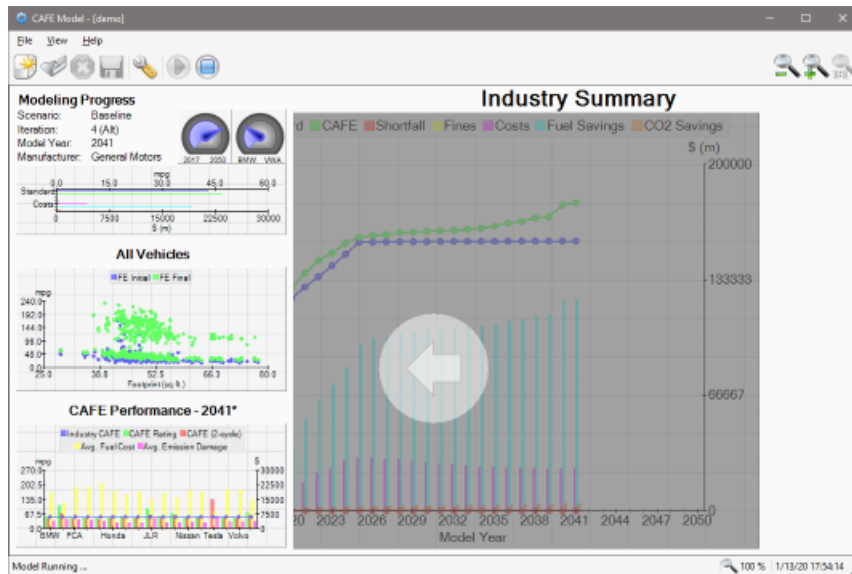 CAFE Model - [demo]
File View Help
Modeling Progress
Scenario: Baseline
Iteration: 4 (Alt)
Model Year: 2041
Manufacturer: General Motors
2017 2050 BMW VWA
mpg
0.0 15.0 30.0 45.0 60.0
Standard
Costs
0 7500 15000 22500 30000
$ (m)
All Vehicles
FE Initial FE Final
mpg
240.0
192.0
144.0
96.0
48.0
0.0
25.0 38.8 52.5 66.3 80.0
Footprint (sq.ft.)
CAFE Performance - 2041*
Industry CAFE CAFE Rating CAFE (2-cycle)
Avg. Fuel Cost Avg. Emission Damage
mpg $
270.0 30000
202.5 22500
135.0 15000
67.5 7500
0.0 0
BMW FCA Honda JLR Nissan Tesla Volvo
Industry Summary
rd CAFE Shortfall Fines Costs Fuel Savings CO2 Savings
$ (m)
200000
133333
66667
0
20 2023 2026 2029 2032 2035 2038 2041 2044 2047 2050
Model Year
Model Running ...
100 % 1/13/20 17:54:14